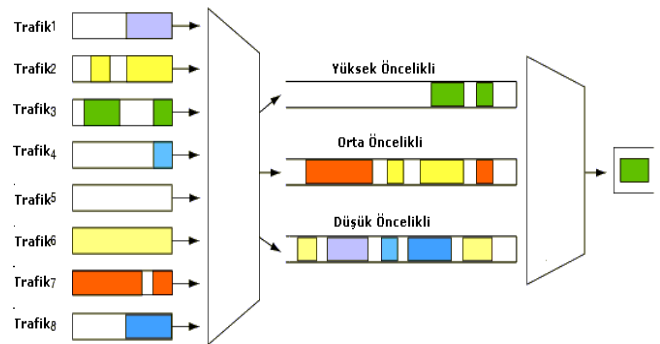 Trafik1
Trafik2
Trafik3
Trafik4
Trafik5
Trafik6
Trafik7
Trafik8
Yüksek Öncelikli
Orta Öncelikli
Düşük Öncelikli